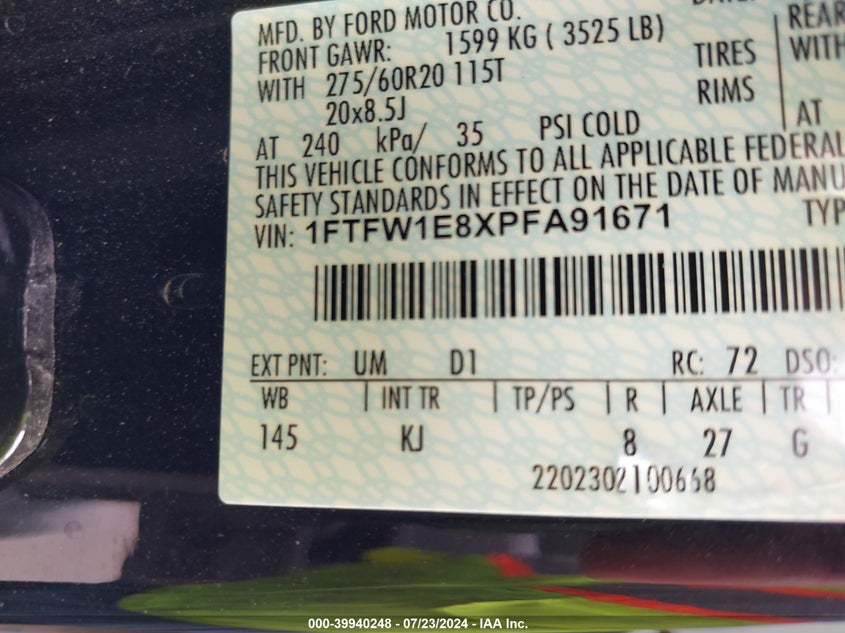 MFD. BY FORD MOTOR CO.
FRONT GAWR: 1599 KG ( 3525 LB) REAR
WITH 275/60R20 115T TIRES WITH
20x8.5J RIMS
AT 240 kPa/ 35 PSI COLD AT
THIS VEHICLE CONFORMS TO ALL APPLICABLE FEDERAL
SAFETY STANDARDS IN EFFECT ON THE DATE OF MANU
VIN: 1FTFW1E8XPFA91671 TYP
EXT PNT: UM D1 RC: 72 DSO:
WB INT TR TP/PS R AXLE TR
145 KJ 8 27 G
2202302100668
000-39940248 - 07/23/2024 - IAA Inc.